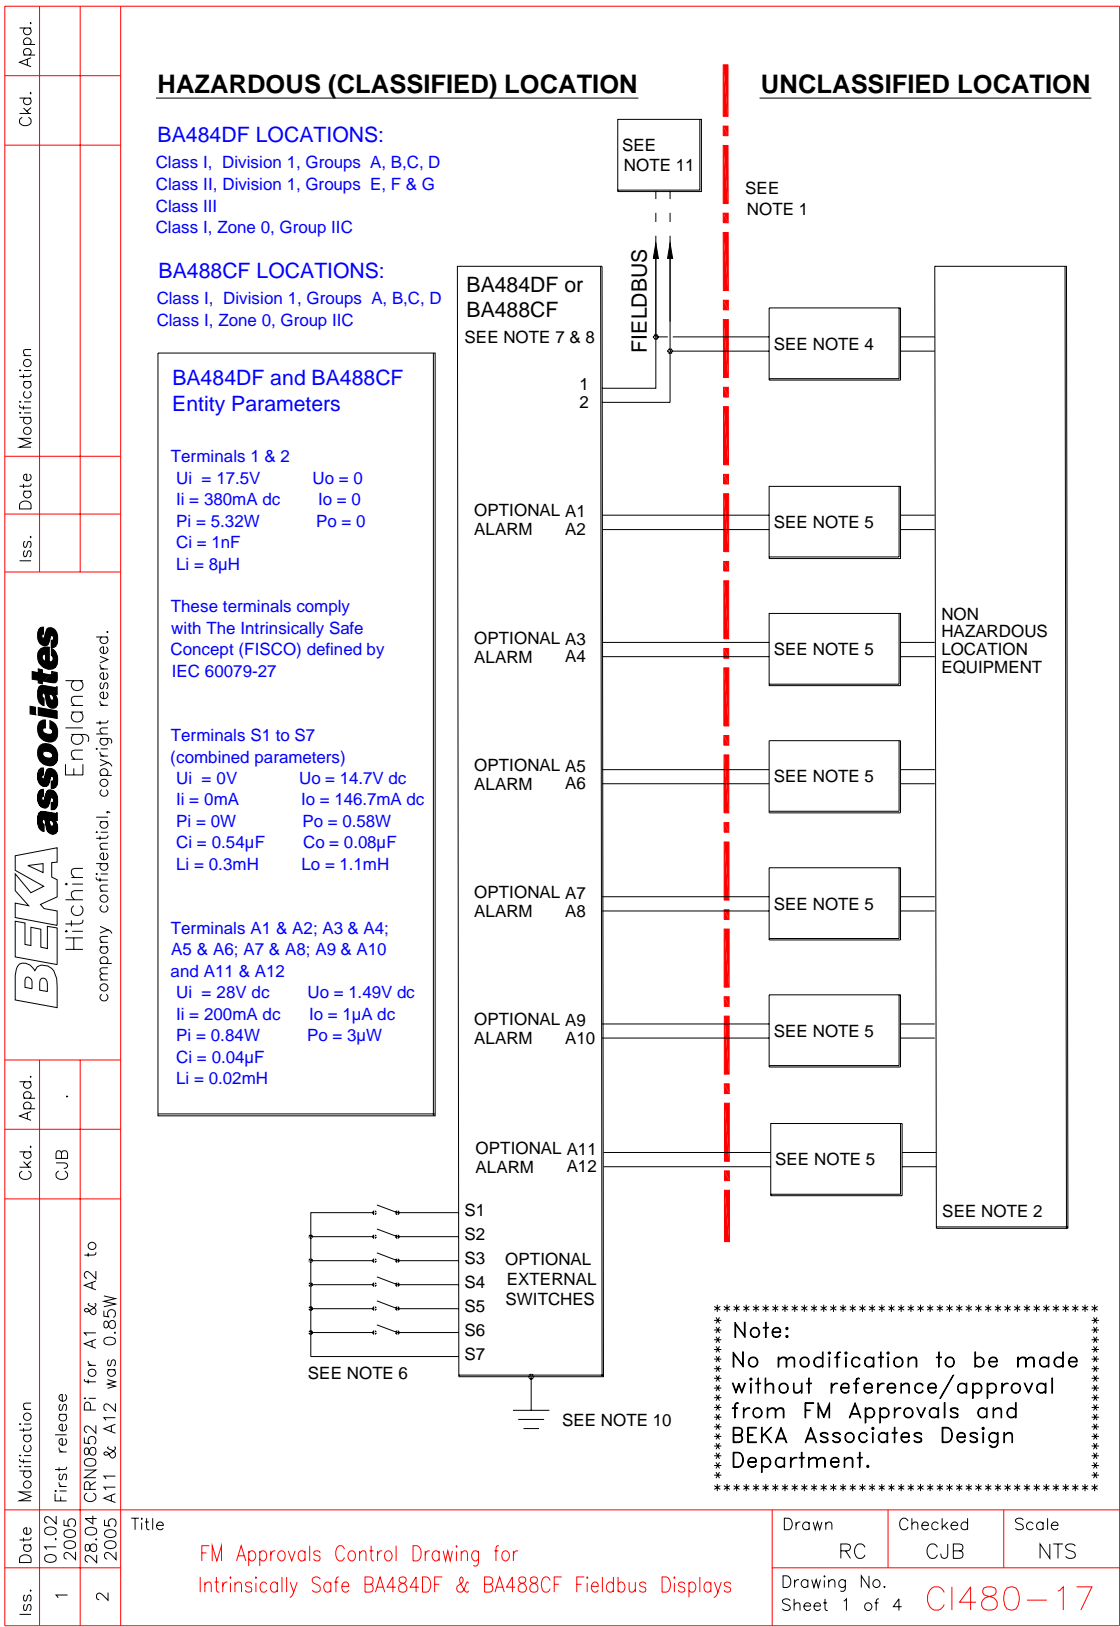 HAZARDOUS (CLASSIFIED) LOCATION
UNCLASSIFIED LOCATION
BA484DF LOCATIONS:
Class I, Division 1, Groups A, B,C, D
Class II, Division 1, Groups E, F & G
Class III
Class I, Zone 0, Group IIC
BA488CF LOCATIONS:
Class I, Division 1, Groups A, B,C, D
Class I, Zone 0, Group IIC
SEE
NOTE 11
SEE
NOTE 1
FIELDBUS
BA484DF or
BA488CF
SEE NOTE 7 & 8
1
2
SEE NOTE 4
BA484DF and BA488CF
Entity Parameters
Terminals 1 & 2
Ui = 17.5V Uo = 0
Ii = 380mA dc Io = 0
Pi = 5.32W Po = 0
Ci = 1nF
Li = 8µH
These terminals comply
with The Intrinsically Safe
Concept (FISCO) defined by
IEC 60079-27
Terminals S1 to S7
(combined parameters)
Ui = 0V Uo = 14.7V dc
Ii = 0mA Io = 146.7mA dc
Pi = 0W Po = 0.58W
Ci = 0.54µF Co = 0.08µF
Li = 0.3mH Lo = 1.1mH
Terminals A1 & A2; A3 & A4;
A5 & A6; A7 & A8; A9 & A10
and A11 & A12
Ui = 28V dc Uo = 1.49V dc
Ii = 200mA dc Io = 1µA dc
Pi = 0.84W Po = 3µW
Ci = 0.04µF
Li = 0.02mH
OPTIONAL A1
ALARM A2
SEE NOTE 5
OPTIONAL A3
ALARM A4
SEE NOTE 5
OPTIONAL A5
ALARM A6
SEE NOTE 5
OPTIONAL A7
ALARM A8
SEE NOTE 5
OPTIONAL A9
ALARM A10
SEE NOTE 5
OPTIONAL A11
ALARM A12
SEE NOTE 5
NON
HAZARDOUS
LOCATION
EQUIPMENT
SEE NOTE 2
S1
S2
S3
S4
S5
S6
S7
OPTIONAL
EXTERNAL
SWITCHES
SEE NOTE 6
SEE NOTE 10
*****************************************
Note:
No modification to be made
without reference/approval
from FM Approvals and
BEKA Associates Design
Department.
*****************************************
Title
FM Approvals Control Drawing for
Intrinsically Safe BA484DF & BA488CF Fieldbus Displays
Drawn
RC
Checked
CJB
Scale
NTS
Drawing No.
Sheet 1 of 4
CI480-17
Iss. Date Modification Ckd. Appd.
1 01.02 2005 First release CJB .
2 28.04 2005 CRN0852 Pi for A1 & A2 to
A11 & A12 was 0.85W
BEKA associates
Hitchin England
company confidential, copyright reserved.
Iss. Date Modification Ckd. Appd.